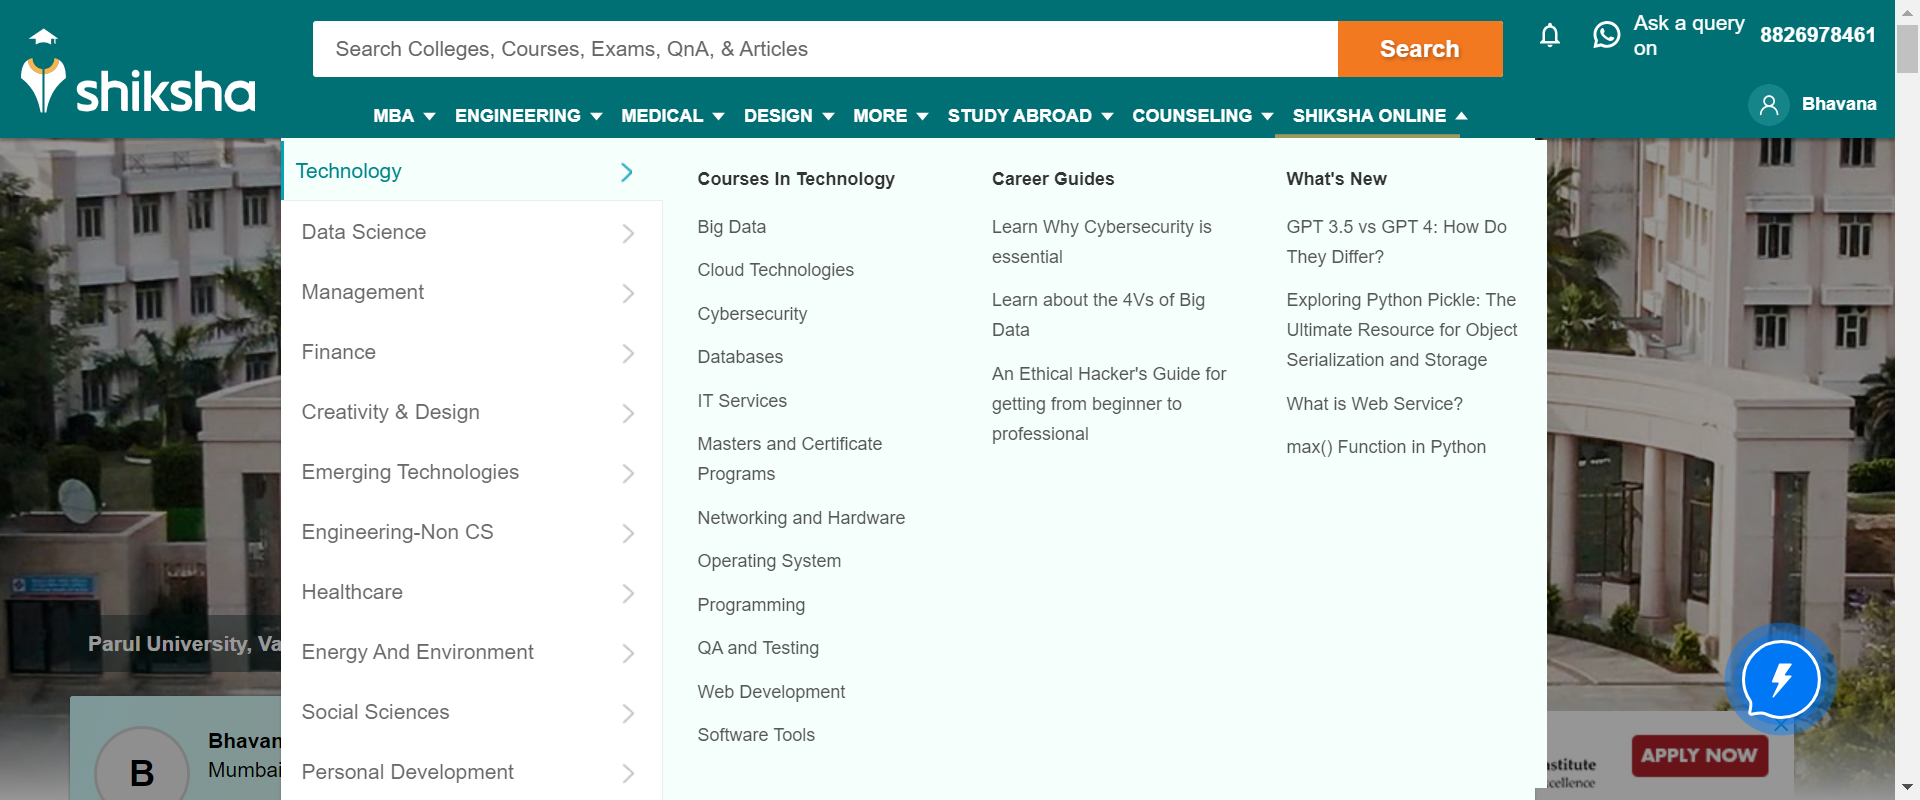 shiksha
Search Colleges, Courses, Exams, QnA, & Articles
Search
Ask a query
on
8826978461
MBA
ENGINEERING
MEDICAL
DESIGN
MORE
STUDY ABROAD
COUNSELING
SHIKSHA ONLINE
Bhavana
Technology
Data Science
Management
Finance
Creativity & Design
Emerging Technologies
Engineering-Non CS
Healthcare
Energy And Environment
Social Sciences
Personal Development
Courses In Technology
Big Data
Cloud Technologies
Cybersecurity
Databases
IT Services
Masters and Certificate
Programs
Networking and Hardware
Operating System
Programming
QA and Testing
Web Development
Software Tools
Career Guides
Learn Why Cybersecurity is
essential
Learn about the 4Vs of Big
Data
An Ethical Hacker's Guide for
getting from beginner to
professional
What's New
GPT 3.5 vs GPT 4: How Do
They Differ?
Exploring Python Pickle: The
Ultimate Resource for Object
Serialization and Storage
What is Web Service?
max() Function in Python
Parul University, Va
B
Bhavan
Mumbai
stitute
cellence
APPLY NOW